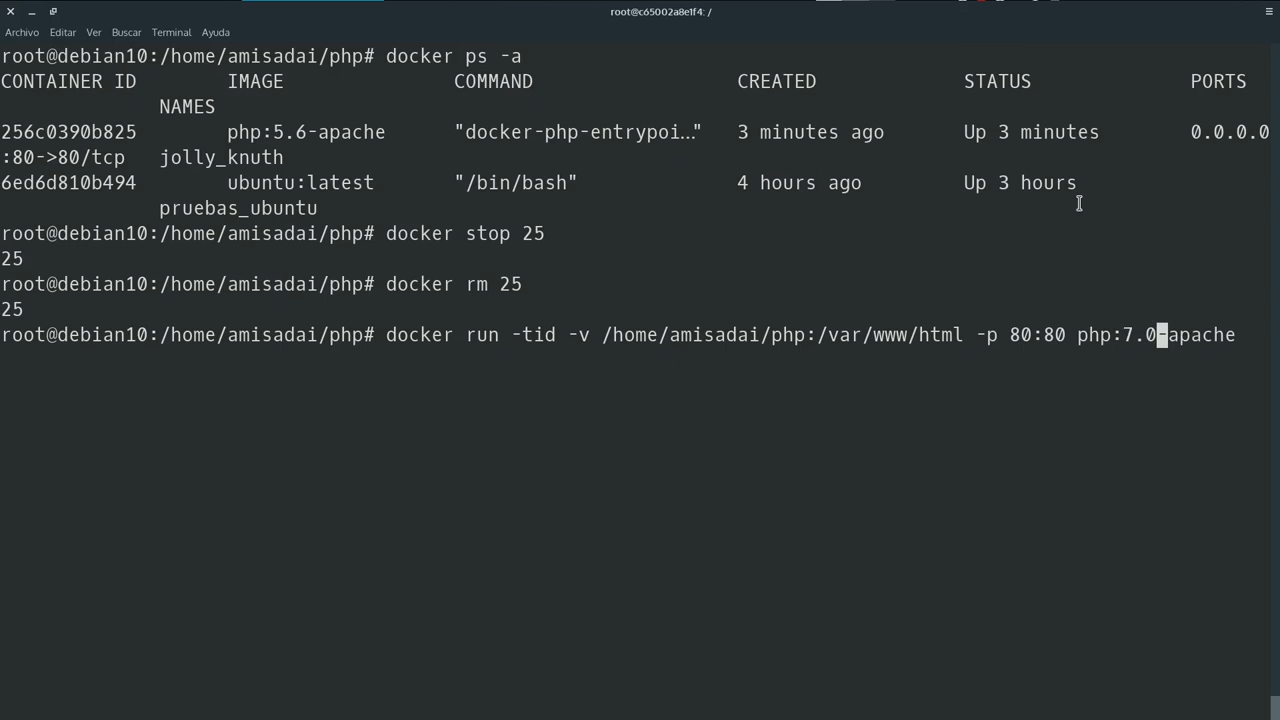 root@c65002a8e1f4: /
Archivo Editar Ver Buscar Terminal Ayuda
root@debian10:/home/amisadai/php# docker ps -a
CONTAINER ID IMAGE COMMAND CREATED STATUS PORTS
NAMES
256c0390b825 php:5.6-apache "docker-php-entrypoi…" 3 minutes ago Up 3 minutes 0.0.0.0
:80->80/tcp jolly_knuth
6ed6d810b494 ubuntu:latest "/bin/bash" 4 hours ago Up 3 hours
pruebas_ubuntu
root@debian10:/home/amisadai/php# docker stop 25
25
root@debian10:/home/amisadai/php# docker rm 25
25
root@debian10:/home/amisadai/php# docker run -tid -v /home/amisadai/php:/var/www/html -p 80:80 php:7.0-apache